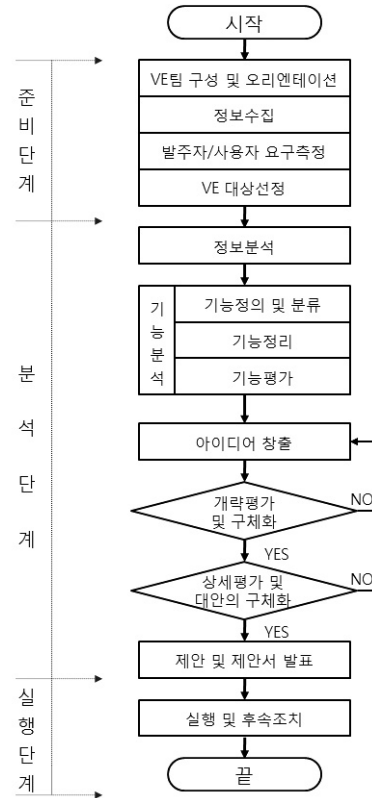 시작
준비단계
VE팀 구성 및 오리엔테이션
정보수집
발주자/사용자 요구측정
VE 대상선정
분석단계
정보분석
기능분석
기능정의 및 분류
기능정리
기능평가
아이디어 창출
개략평가
및 구체화
NO
YES
상세평가 및
대안의 구체화
NO
YES
제안 및 제안서 발표
실행단계
실행 및 후속조치
끝